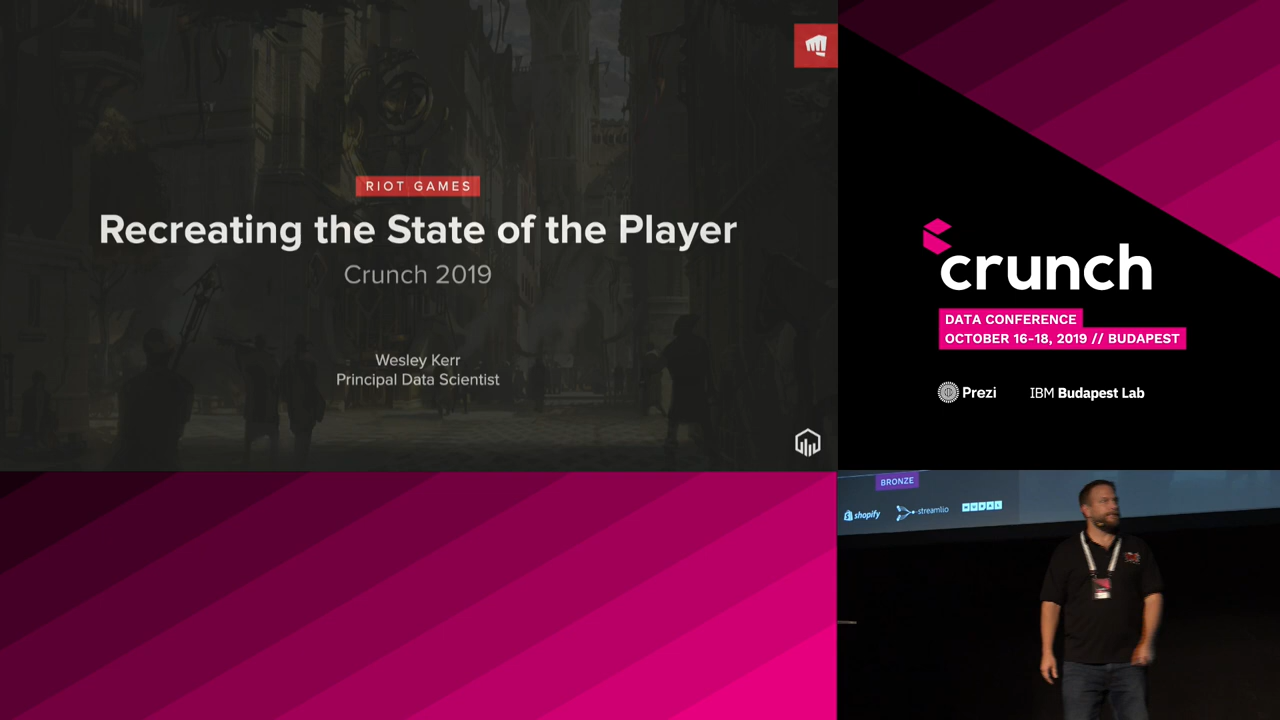 RIOT GAMES
Recreating the State of the Player
Crunch 2019
Wesley Kerr
Principal Data Scientist
crunch
DATA CONFERENCE
OCTOBER 16-18, 2019 // BUDAPEST
Prezi
IBM Budapest Lab
BRONZE
shopify
streamlio